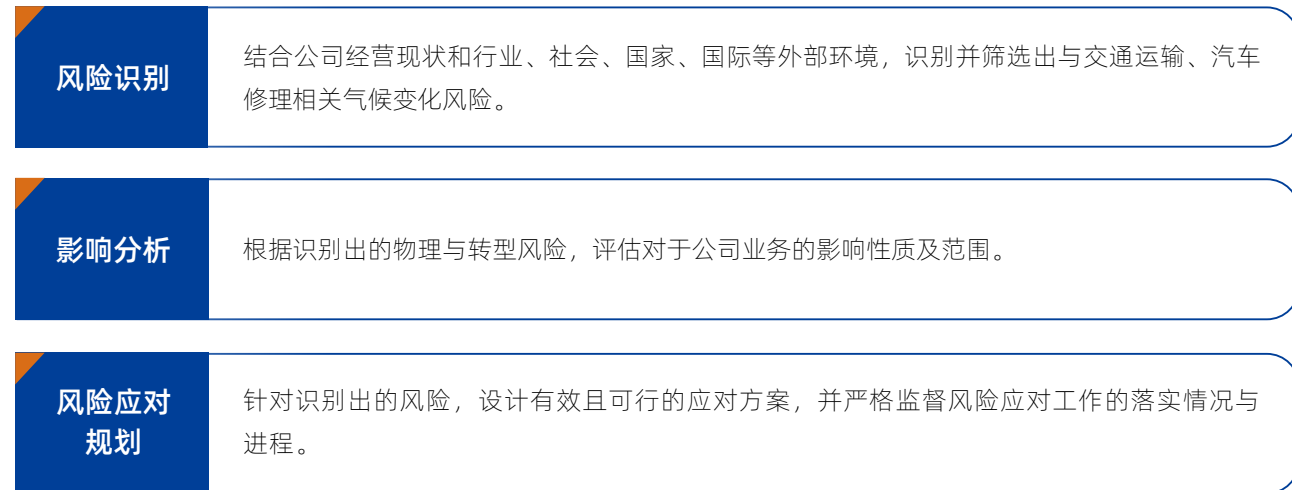 风险识别
结合公司经营现状和行业、社会、国家、国际等外部环境，识别并筛选出与交通运输、汽车
修理相关气候变化风险。
影响分析
根据识别出的物理与转型风险，评估对于公司业务的影响性质及范围。
风险应对
规划
针对识别出的风险，设计有效且可行的应对方案，并严格监督风险应对工作的落实情况与
进程。